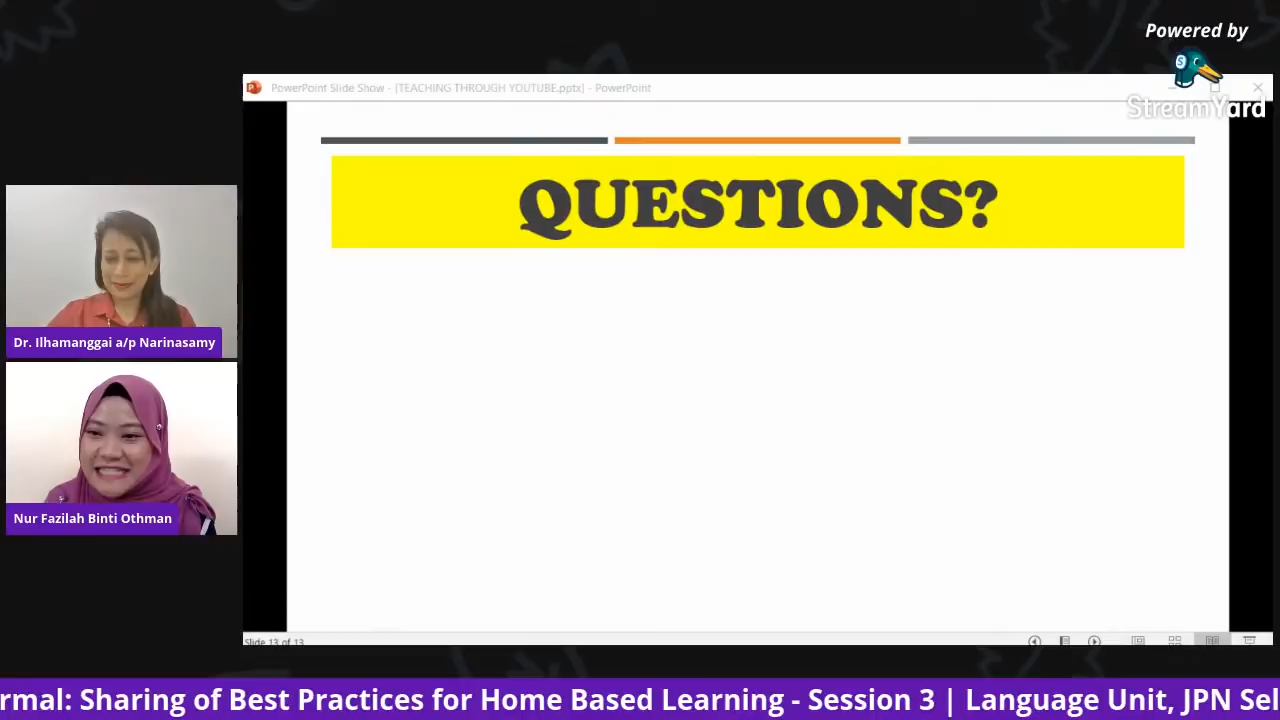 Powered by
StreamYard
PowerPoint Slide Show - [TEACHING THROUGH YOUTUBE.pptx] - PowerPoint
QUESTIONS?
Dr. Ilhamanggai a/p Narinasamy
Nur Fazilah Binti Othman
Slide 13 of 13
rmal: Sharing of Best Practices for Home Based Learning - Session 3 | Language Unit, JPN Sel